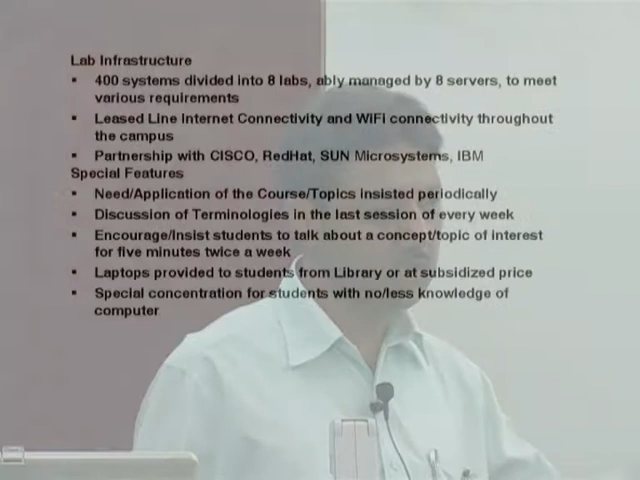 Lab Infrastructure
▪ 400 systems divided into 8 labs, ably managed by 8 servers, to meet
various requirements
▪ Leased Line Internet Connectivity and WiFi connectivity throughout
the campus
▪ Partnership with CISCO, RedHat, SUN Microsystems, IBM
Special Features
▪ Need/Application of the Course/Topics insisted periodically
▪ Discussion of Terminologies in the last session of every week
▪ Encourage/Insist students to talk about a concept/topic of interest
for five minutes twice a week
▪ Laptops provided to students from Library or at subsidized price
▪ Special concentration for students with no/less knowledge of
computer